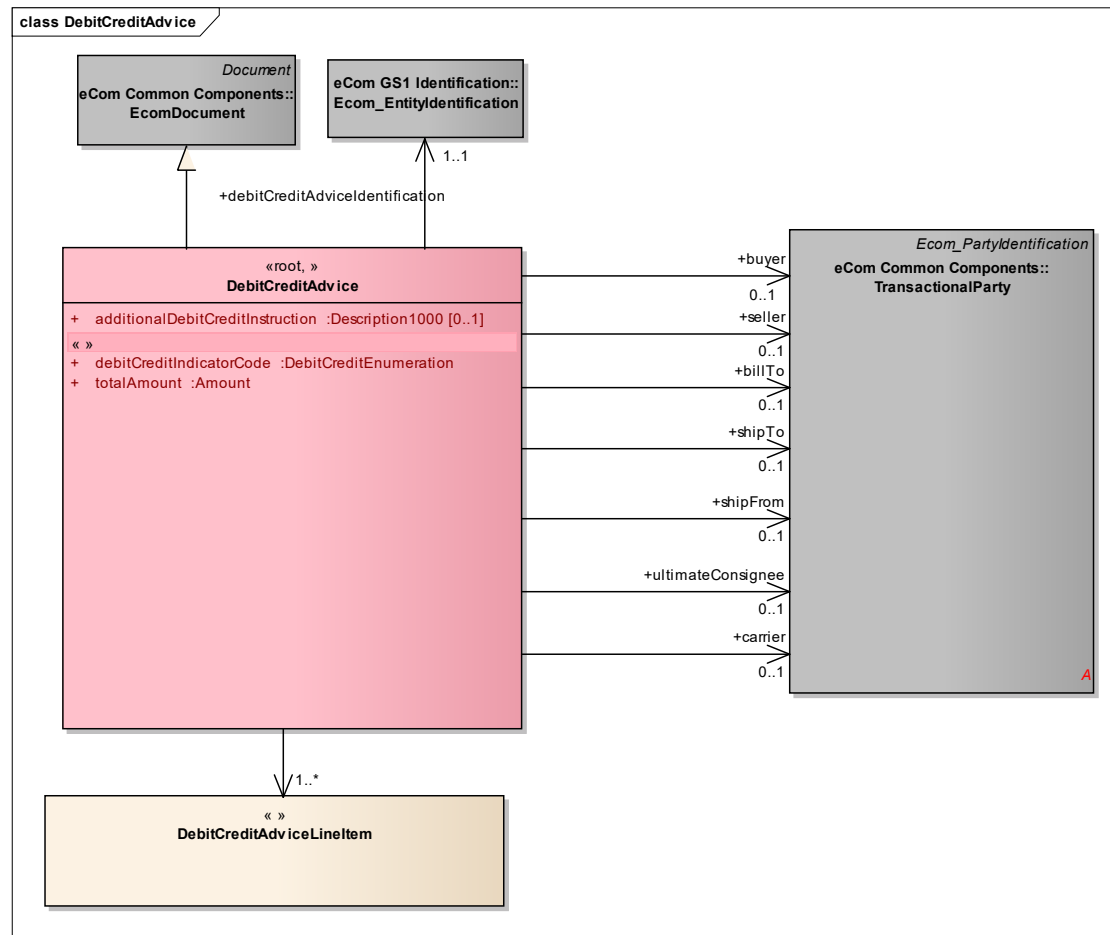 class DebitCreditAdvice
Document
eCom Common Components::
EcomDocument
eCom GS1 Identification::
Ecom_EntityIdentification
1..1
+debitCreditAdviceIdentification
«root, »
DebitCreditAdvice
+ additionalDebitCreditInstruction :Description1000 [0..1]
« »
+ debitCreditIndicatorCode :DebitCreditEnumeration
+ totalAmount :Amount
+buyer
0..1
+seller
0..1
+billTo
0..1
+shipTo
0..1
+shipFrom
0..1
+ultimateConsignee
0..1
+carrier
0..1
Ecom_PartyIdentification
eCom Common Components::
TransactionalParty
A
1..*
« »
DebitCreditAdviceLineItem